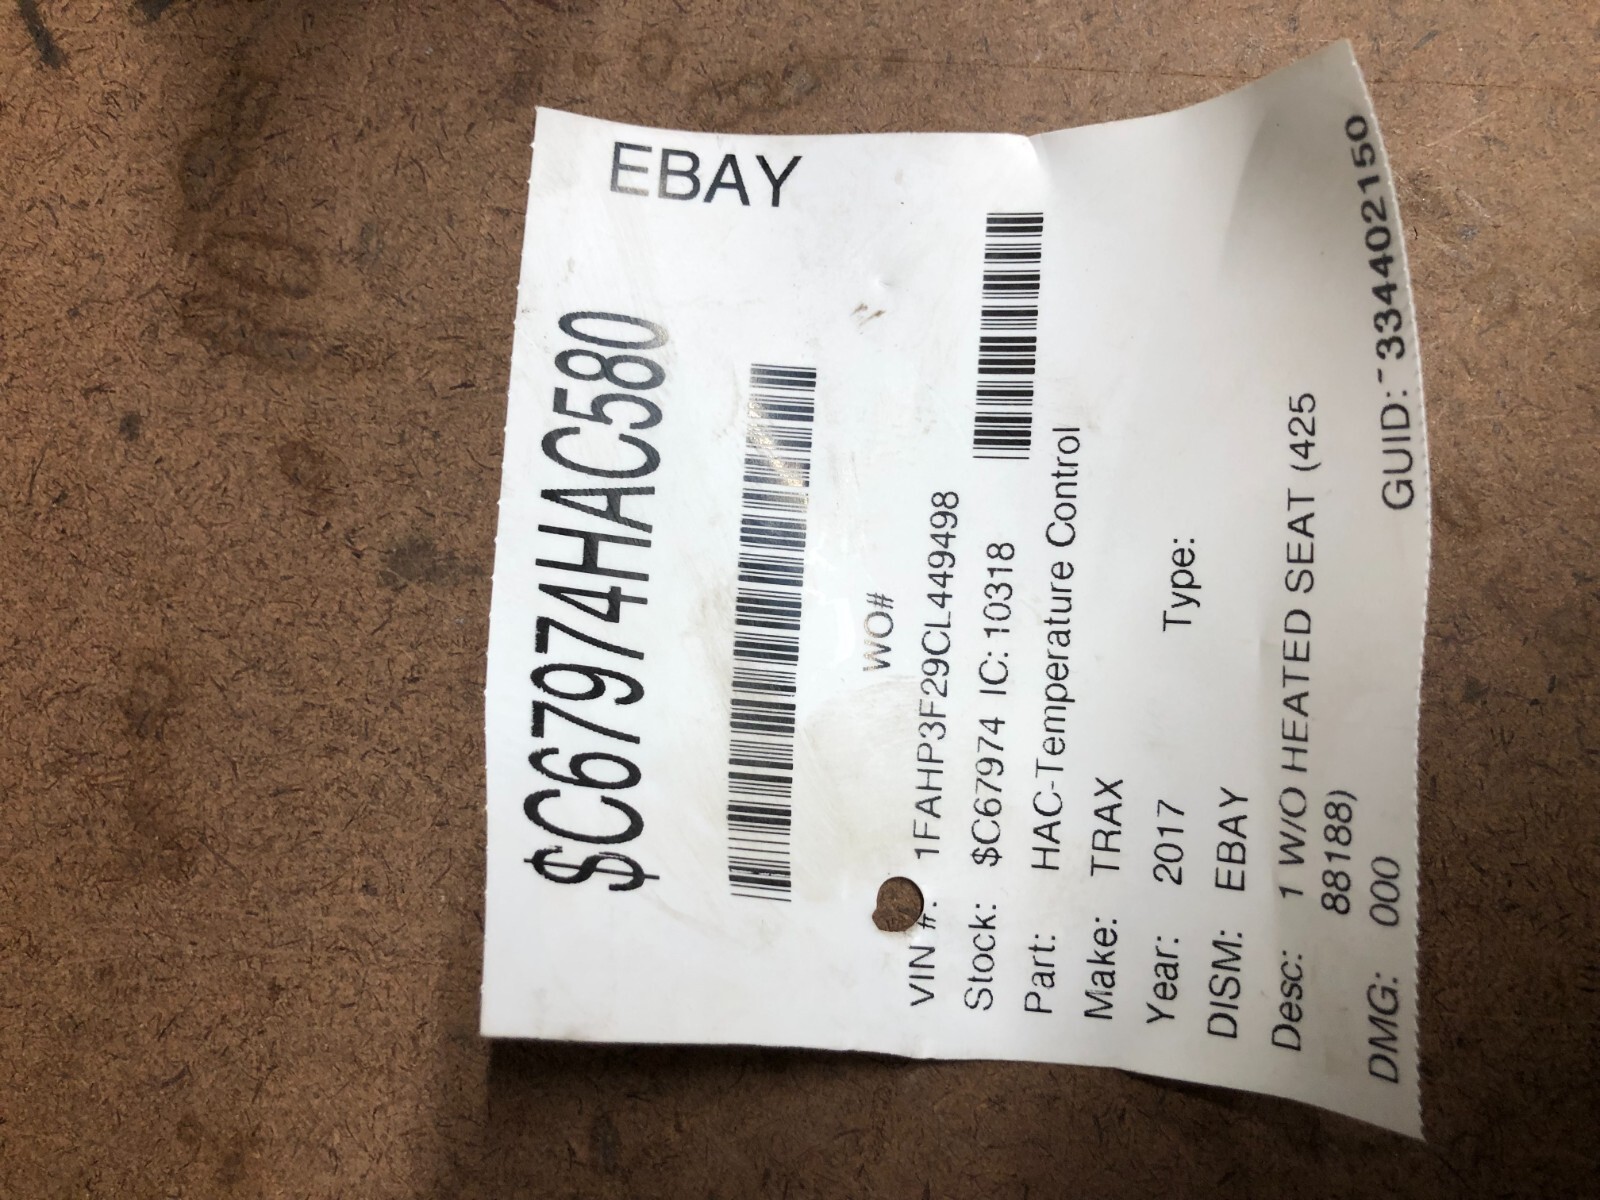 EBAY
$C67974HAC580
WO#
VIN #: 1FAHP3F29CL449498
Stock: $C67974 IC: 10318
Part: HAC-Temperature Control
Make: TRAX
Year: 2017 Type:
DISM: EBAY
Desc: 1 W/O HEATED SEAT (425
88188)
DMG: 000
GUID: 334402150